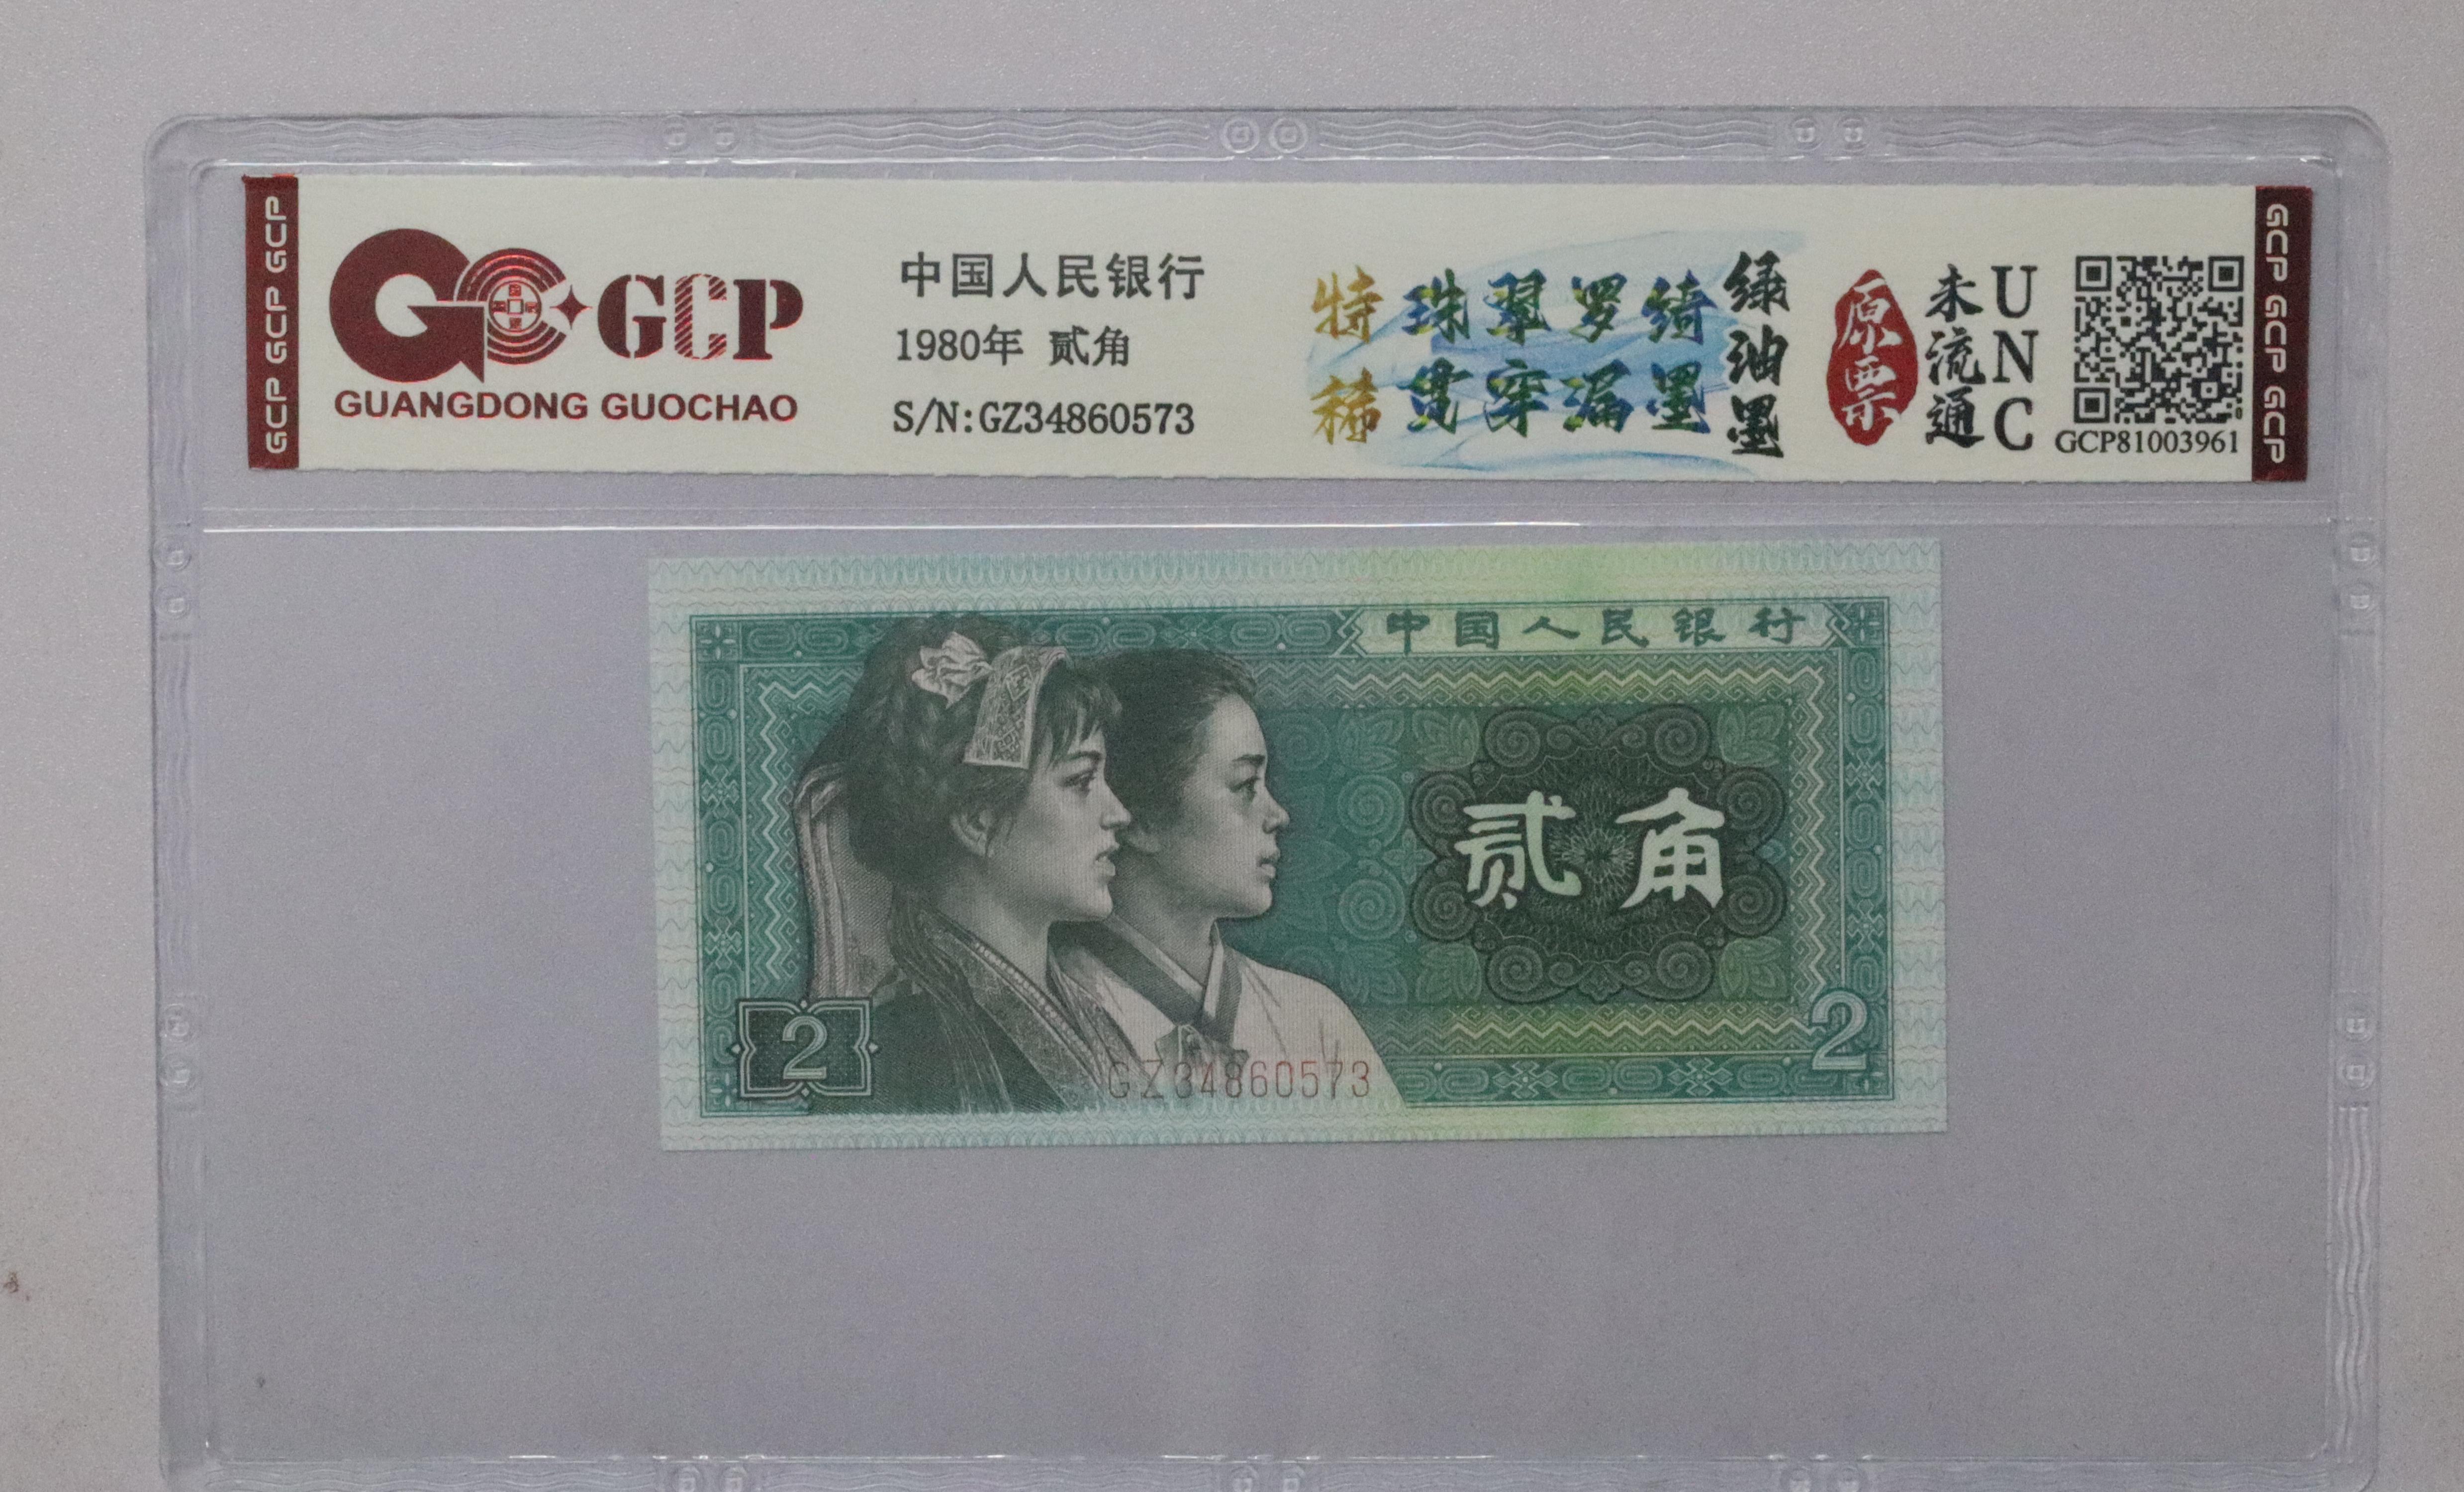 GCP GCP GCP
GCP
GUANGDONG GUOCHAO
中国人民银行
1980年 贰角
S/N:GZ34860573
特稀
珠翠罗绮
贯穿漏墨
绿油墨
原票
未流通
UNC
GCP81003961
GCP GCP GCP
中国人民银行
贰角
2
2
GZ34860573